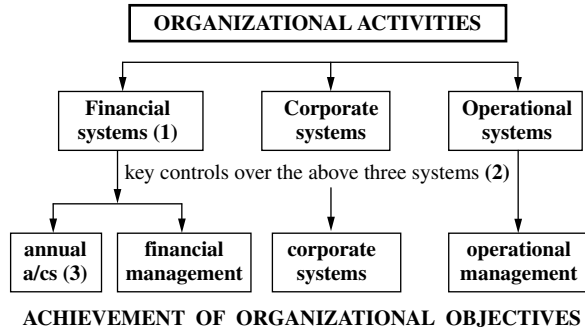 ORGANIZATIONAL ACTIVITIES
Financial
systems (1)
Corporate
systems
Operational
systems
key controls over the above three systems (2)
annual
a/cs (3)
financial
management
corporate
systems
operational
management
ACHIEVEMENT OF ORGANIZATIONAL OBJECTIVES